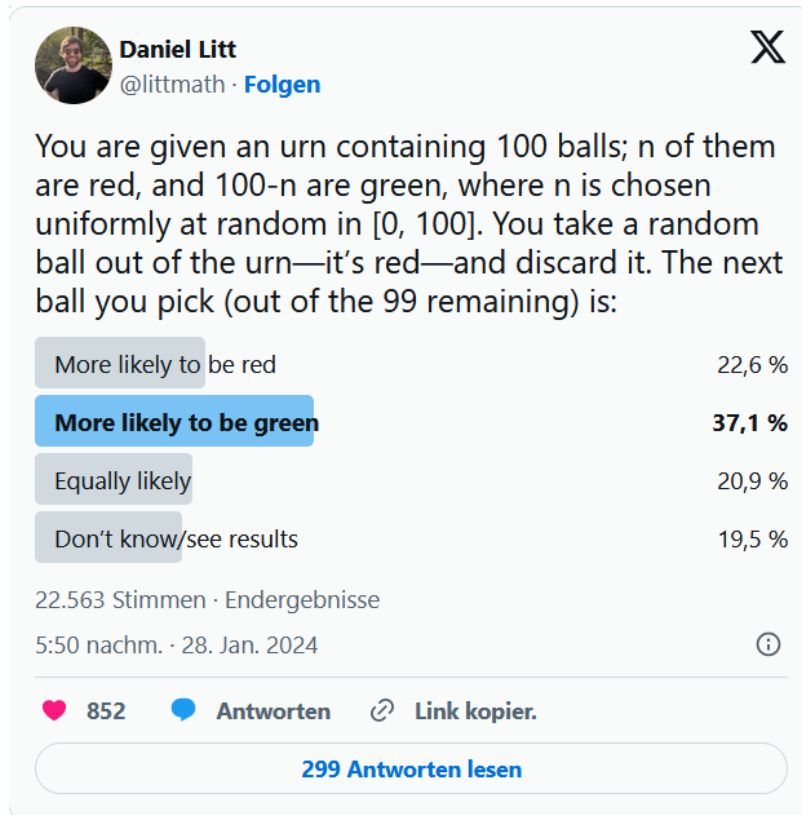 Daniel Litt
@littmath · Folgen
You are given an urn containing 100 balls; n of them
are red, and 100-n are green, where n is chosen
uniformly at random in [0, 100]. You take a random
ball out of the urn—it’s red—and discard it. The next
ball you pick (out of the 99 remaining) is:
More likely to be red 22,6 %
More likely to be green 37,1 %
Equally likely 20,9 %
Don’t know/see results 19,5 %
22.563 Stimmen · Endergebnisse
5:50 nachm. · 28. Jan. 2024
852 Antworten Link kopier.
299 Antworten lesen